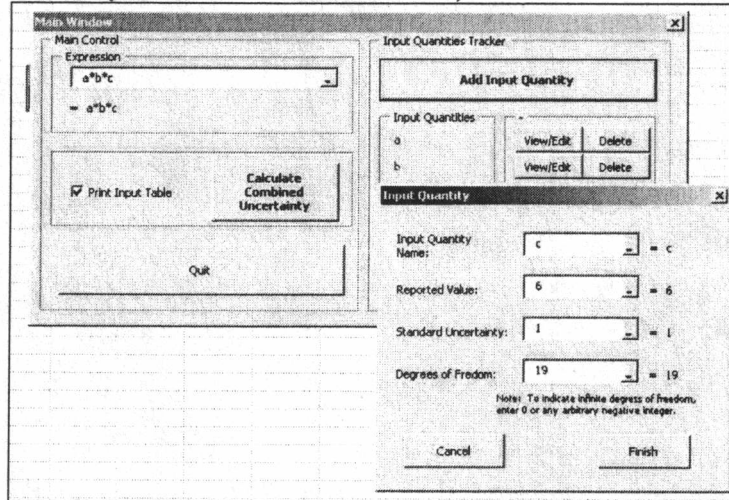 Main Window
Main Control
Expression
a*b*c
= a*b*c
Print Input Table
Calculate
Combined
Uncertainty
Quit
Input Quantities Tracker
Add Input Quantity
Input Quantities
-
a
View/Edit
Delete
b
View/Edit
Delete
Input Quantity
Input Quantity
Name:
c
= c
Reported Value:
6
= 6
Standard Uncertainty:
1
= 1
Degrees of Fredom:
19
= 19
Note: To indicate infinite degress of freedom,
enter 0 or any arbitrary negative integer.
Cancel
Finish